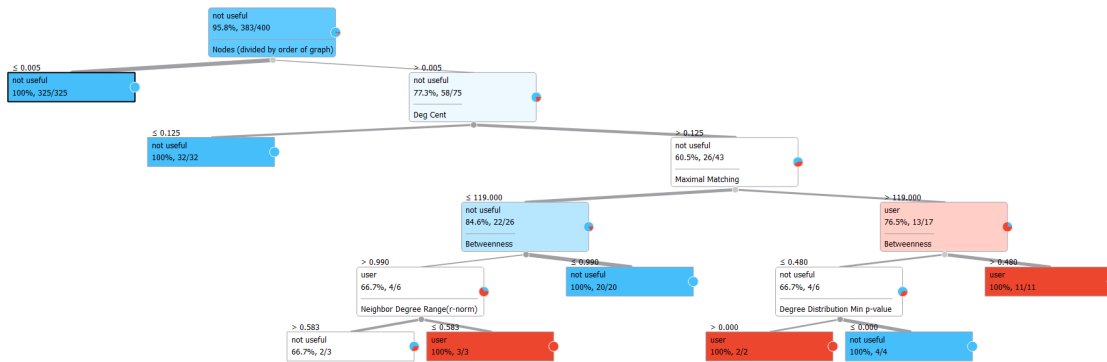 not useful
95.8%, 383/400
Nodes (divided by order of graph)
≤ 0.005
not useful
100%, 325/325
> 0.005
not useful
77.3%, 58/75
Deg Cent
≤ 0.125
not useful
100%, 32/32
> 0.125
not useful
60.5%, 26/43
Maximal Matching
≤ 119.000
not useful
84.6%, 22/26
Betweenness
> 119.000
user
76.5%, 13/17
Betweenness
> 0.990
user
66.7%, 4/6
Neighbor Degree Range(r-norm)
≤ 0.990
not useful
100%, 20/20
≤ 0.480
not useful
66.7%, 4/6
Degree Distribution Min p-value
> 0.480
user
100%, 11/11
> 0.583
not useful
66.7%, 2/3
≤ 0.583
user
100%, 3/3
> 0.000
user
100%, 2/2
≤ 0.000
not useful
100%, 4/4